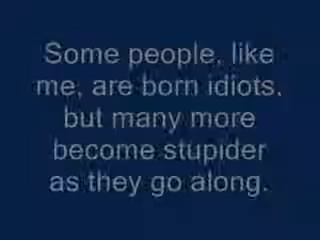 Some people, like
me, are born idiots,
but many more
become stupider
as they go along.